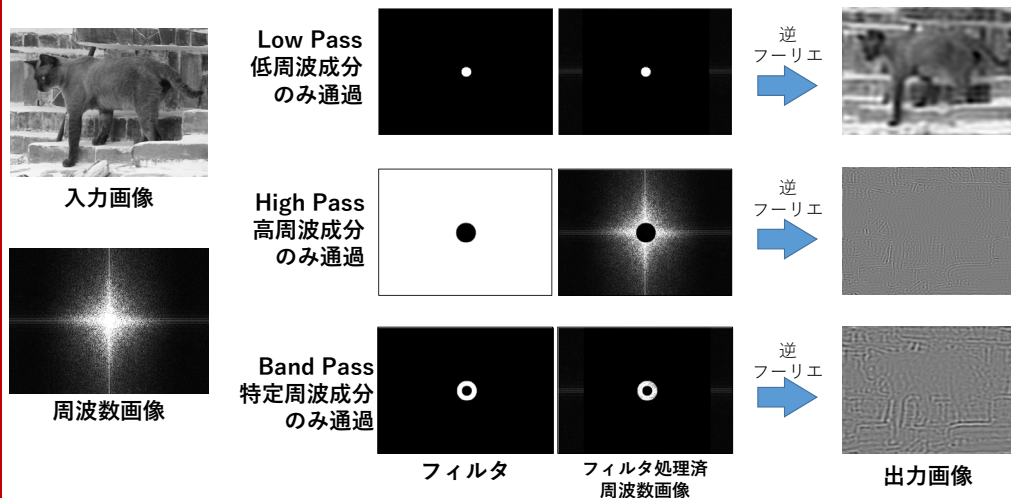 入力画像
周波数画像
Low Pass
低周波成分
のみ通過
逆
フーリエ
High Pass
高周波成分
のみ通過
逆
フーリエ
Band Pass
特定周波成分
のみ通過
逆
フーリエ
フィルタ
フィルタ処理済
周波数画像
出力画像